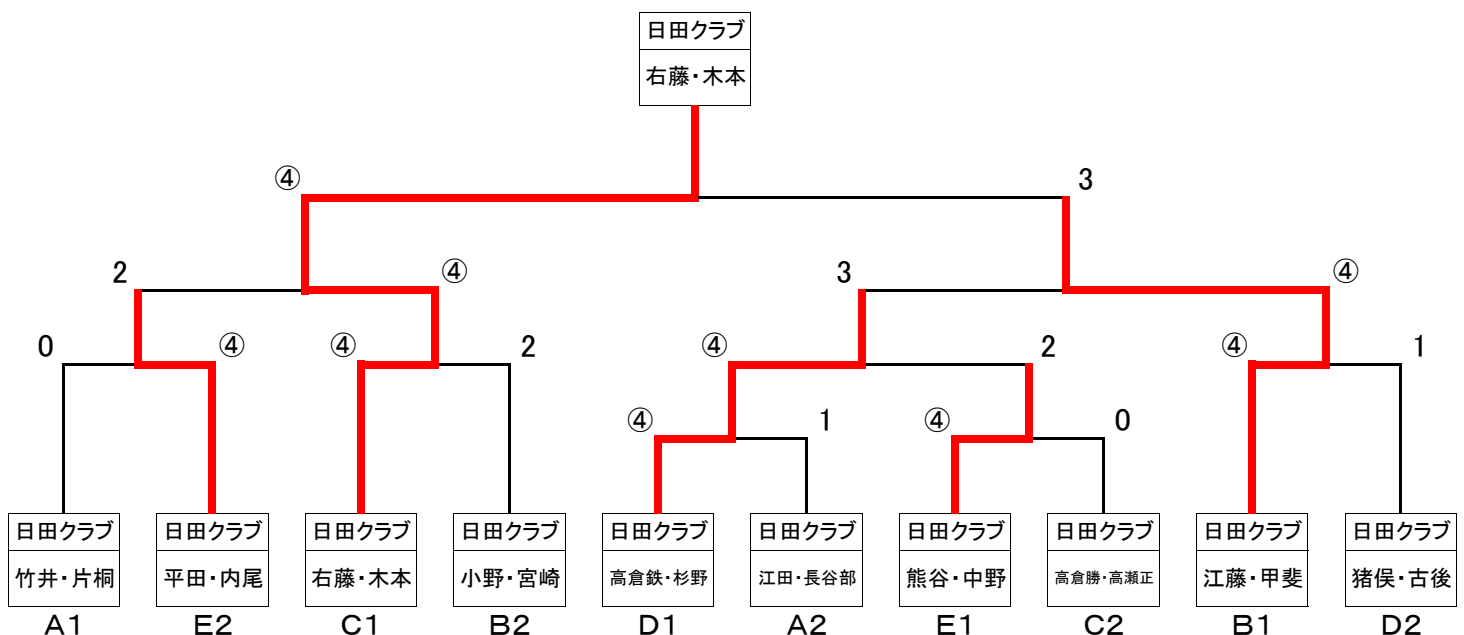 日田クラブ
右藤・木本
④ 3
2 ④ 3 ④
0 ④ ④ 2 ④ 2 ④ 1
④ 1 ④ 0
日田クラブ 日田クラブ 日田クラブ 日田クラブ 日田クラブ 日田クラブ 日田クラブ 日田クラブ 日田クラブ 日田クラブ
竹井・片桐 平田・内尾 右藤・木本 小野・宮崎 高倉鉄・杉野 江田・長谷部 熊谷・中野 高倉勝・高瀬正 江藤・甲斐 猪俣・古後
A1 E2 C1 B2 D1 A2 E1 C2 B1 D2